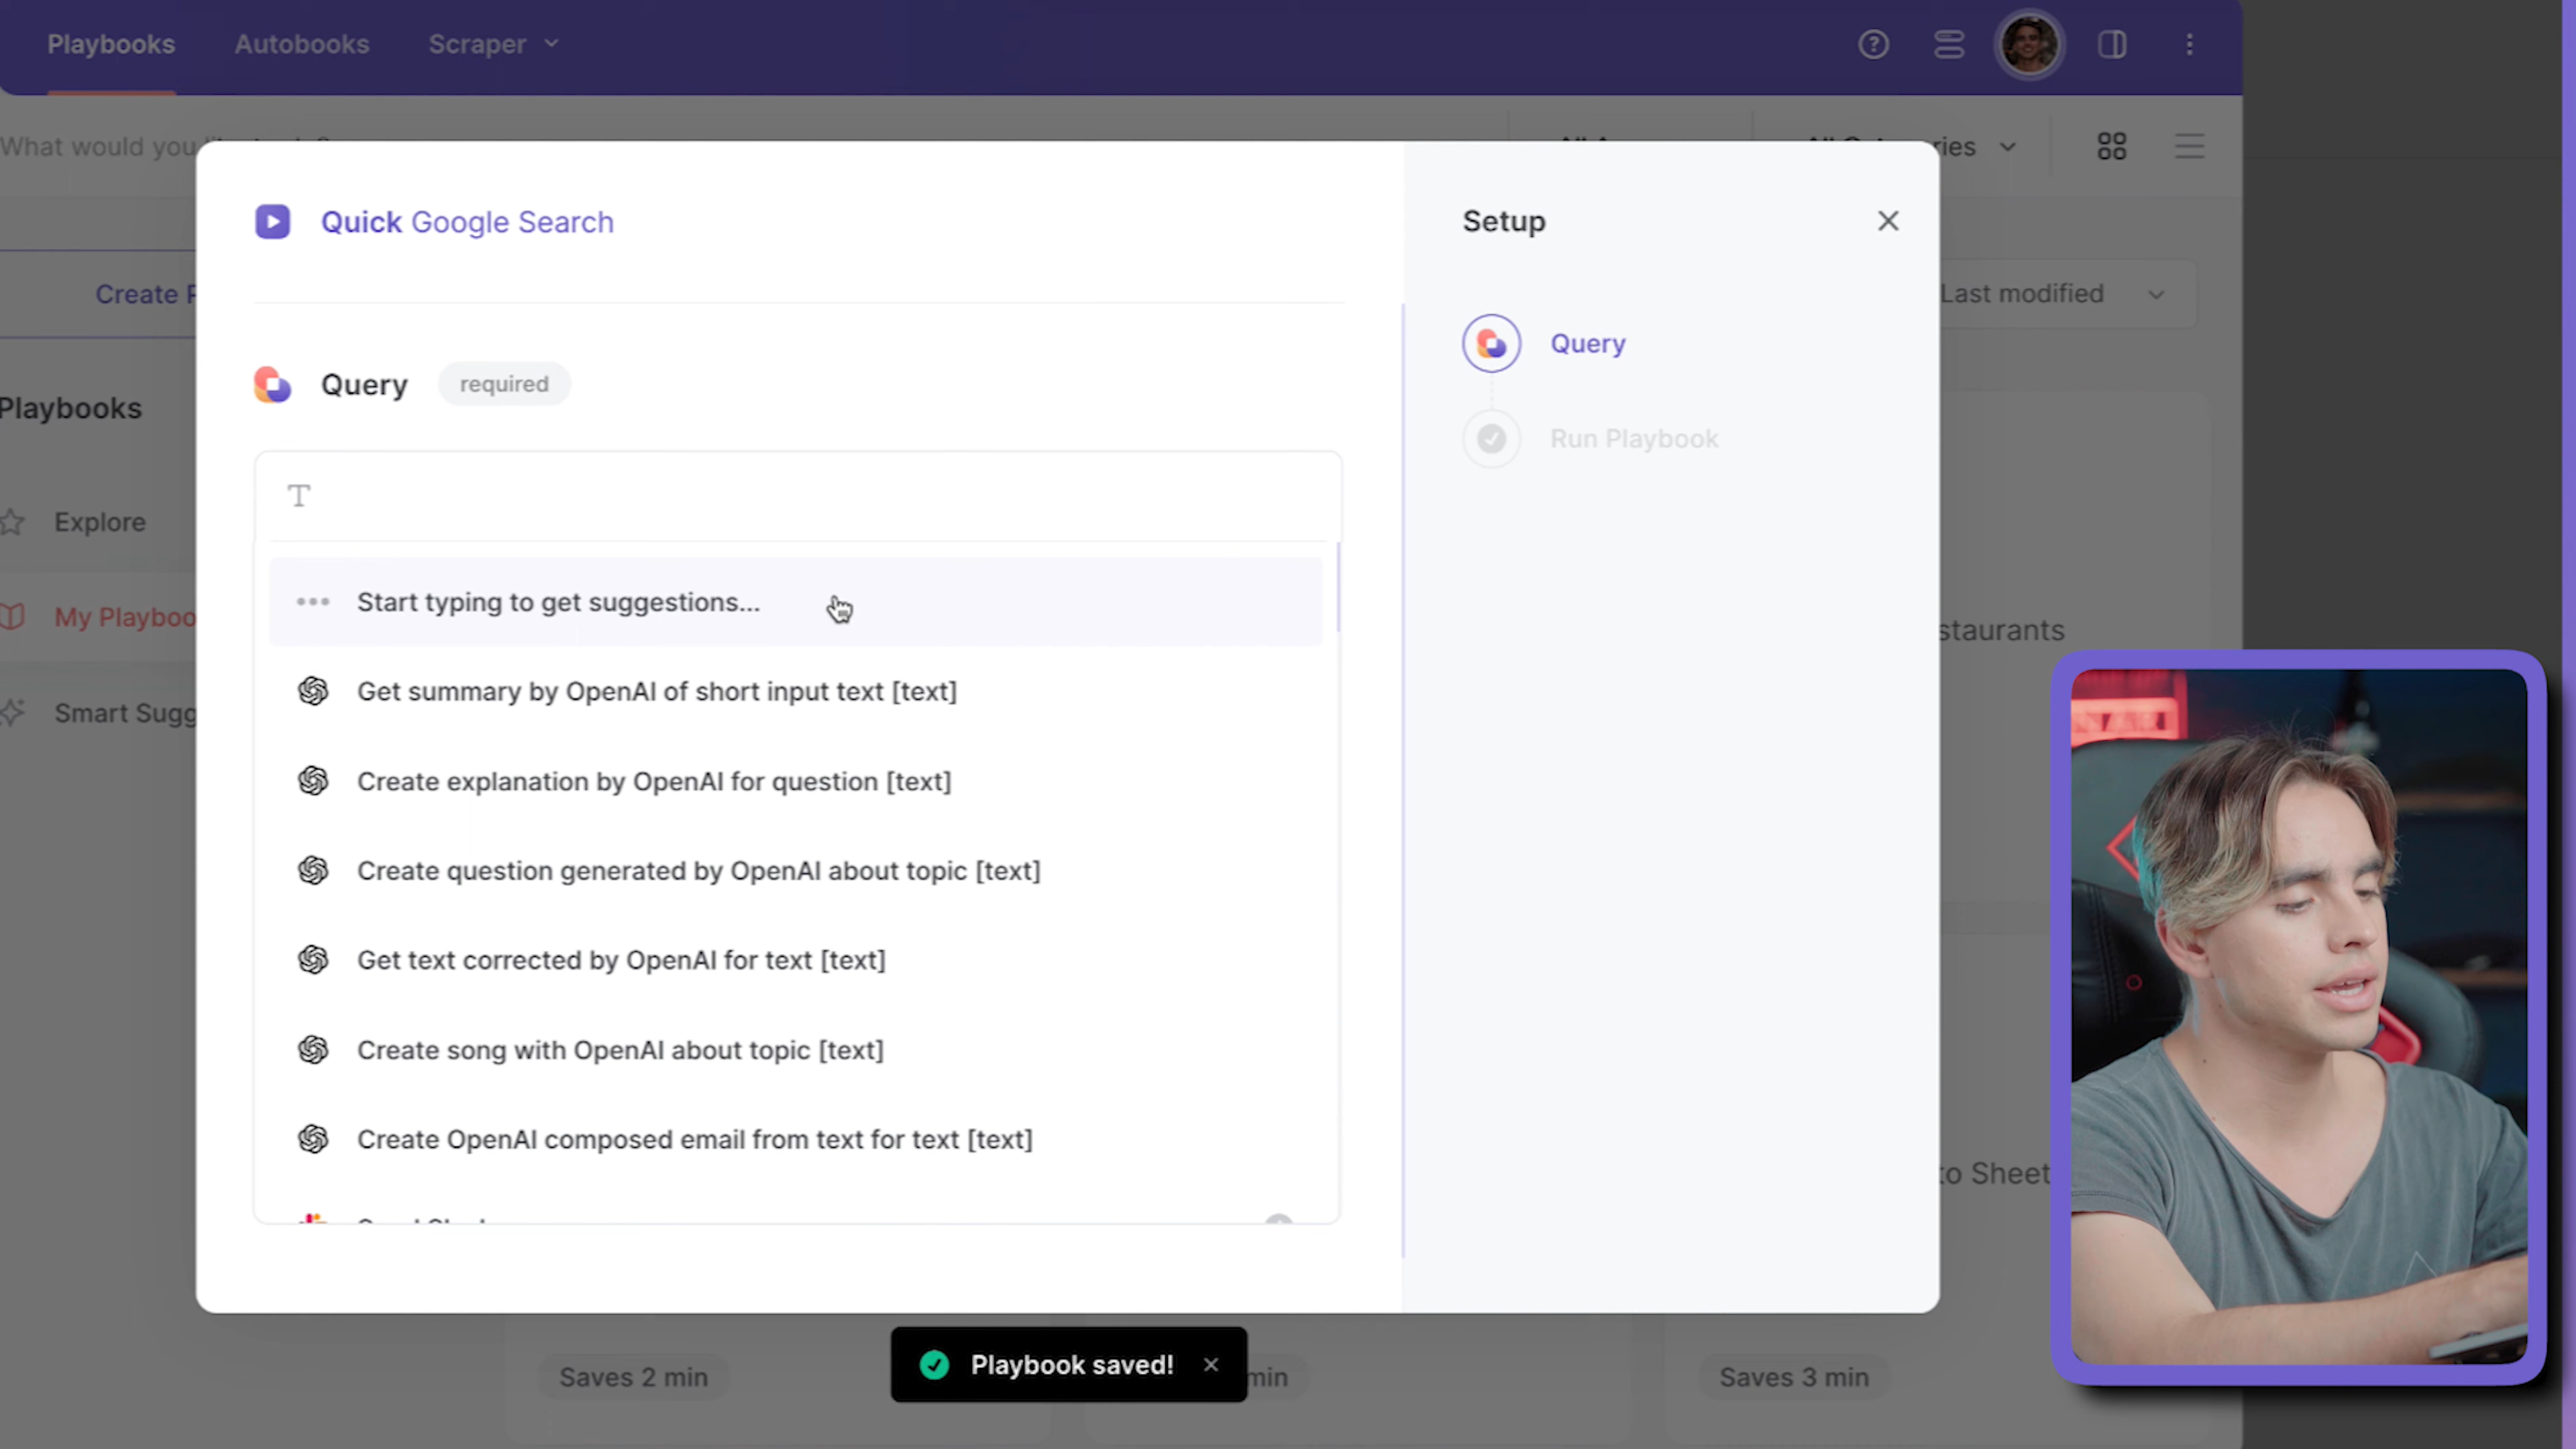 Playbooks Autobooks Scraper
What would you
ries
Quick Google Search
Setup
Create
Last modified
Query required
Query
Playbooks
Run Playbook
T
Explore
Start typing to get suggestions...
My Playboo
staurants
Get summary by OpenAI of short input text [text]
Smart Sugg
Create explanation by OpenAI for question [text]
Create question generated by OpenAI about topic [text]
Get text corrected by OpenAI for text [text]
Create song with OpenAI about topic [text]
Create OpenAI composed email from text for text [text]
to Sheet
Playbook saved!
Saves 2 min
min
Saves 3 min